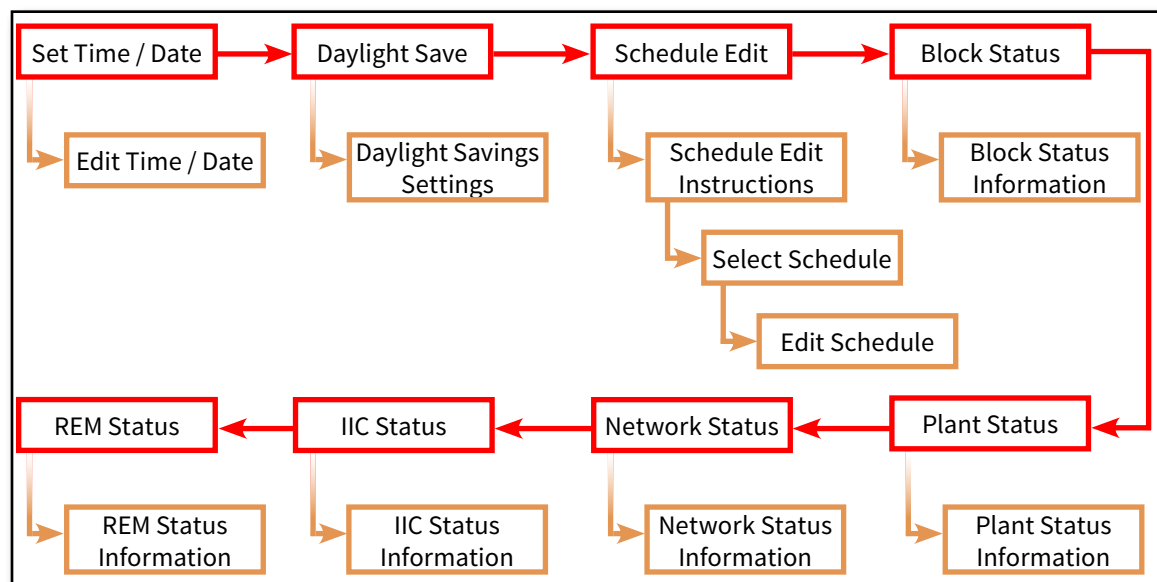 Set Time / Date
Daylight Save
Schedule Edit
Block Status
Edit Time / Date
Daylight Savings
Settings
Schedule Edit
Instructions
Block Status
Information
Select Schedule
Edit Schedule
REM Status
IIC Status
Network Status
Plant Status
REM Status
Information
IIC Status
Information
Network Status
Information
Plant Status
Information